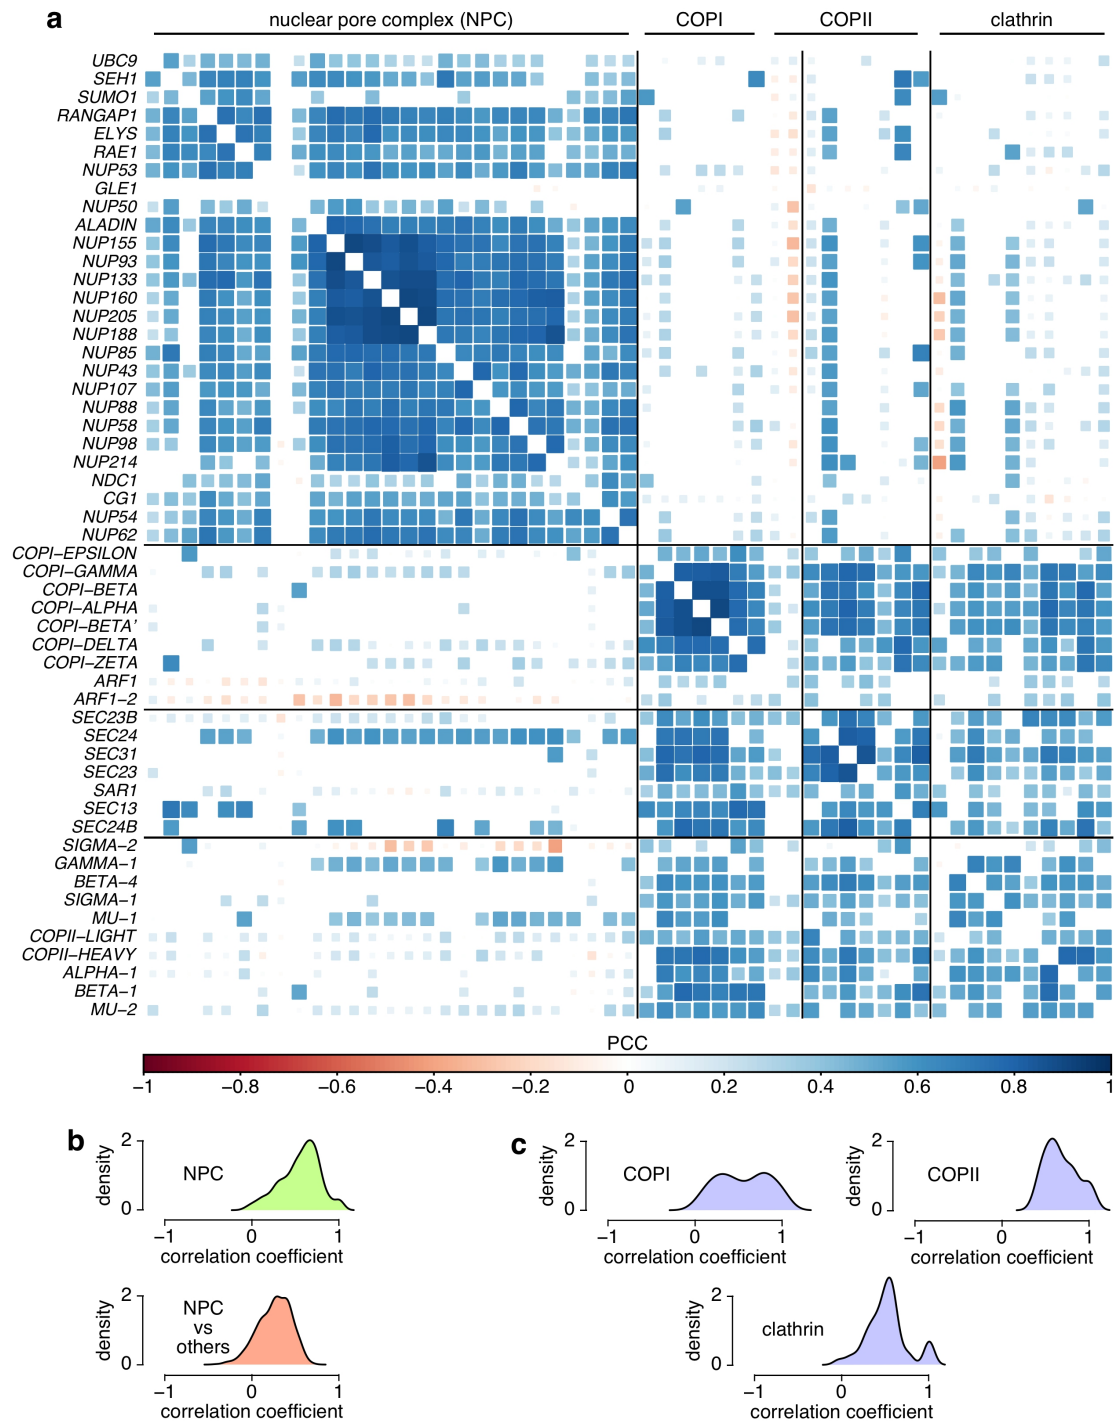 a
nuclear pore complex (NPC) COPI COPII clathrin
UBC9
SEH1
SUMO1
RANGAP1
ELYS
RAE1
NUP53
GLE1
NUP50
ALADIN
NUP155
NUP93
NUP133
NUP160
NUP205
NUP188
NUP85
NUP43
NUP107
NUP88
NUP58
NUP98
NUP214
NDC1
CG1
NUP54
NUP62
COPI−EPSILON
COPI−GAMMA
COPI−BETA
COPI−ALPHA
COPI−BETA'
COPI−DELTA
COPI−ZETA
ARF1
ARF1−2
SEC23B
SEC24
SEC31
SEC23
SAR1
SEC13
SEC24B
SIGMA−2
GAMMA−1
BETA−4
SIGMA−1
MU−1
COPII−LIGHT
COPII−HEAVY
ALPHA−1
BETA−1
MU−2
PCC
−1 −0.8 −0.6 −0.4 −0.2 0 0.2 0.4 0.6 0.8 1
b
density
2
0
NPC
−1 0 1
correlation coefficient
density
2
0
NPC
vs
others
−1 0 1
correlation coefficient
c
density
2
0
COPI
−1 0 1
correlation coefficient
density
2
0
COPII
−1 0 1
correlation coefficient
density
2
0
clathrin
−1 0 1
correlation coefficient